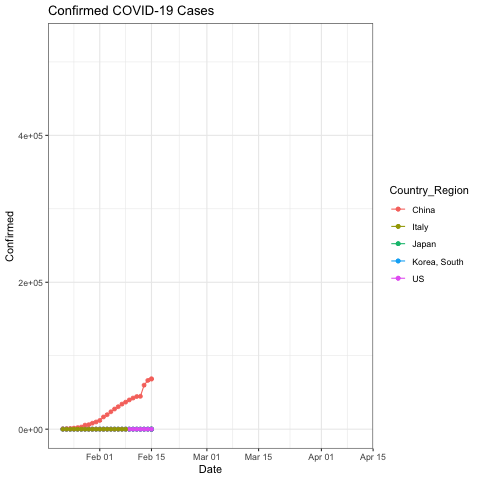 Confirmed COVID-19 Cases
Confirmed
4e+05
2e+05
0e+00
Feb 01
Feb 15
Mar 01
Mar 15
Apr 01
Apr 15
Date
Country_Region
China
Italy
Japan
Korea, South
US